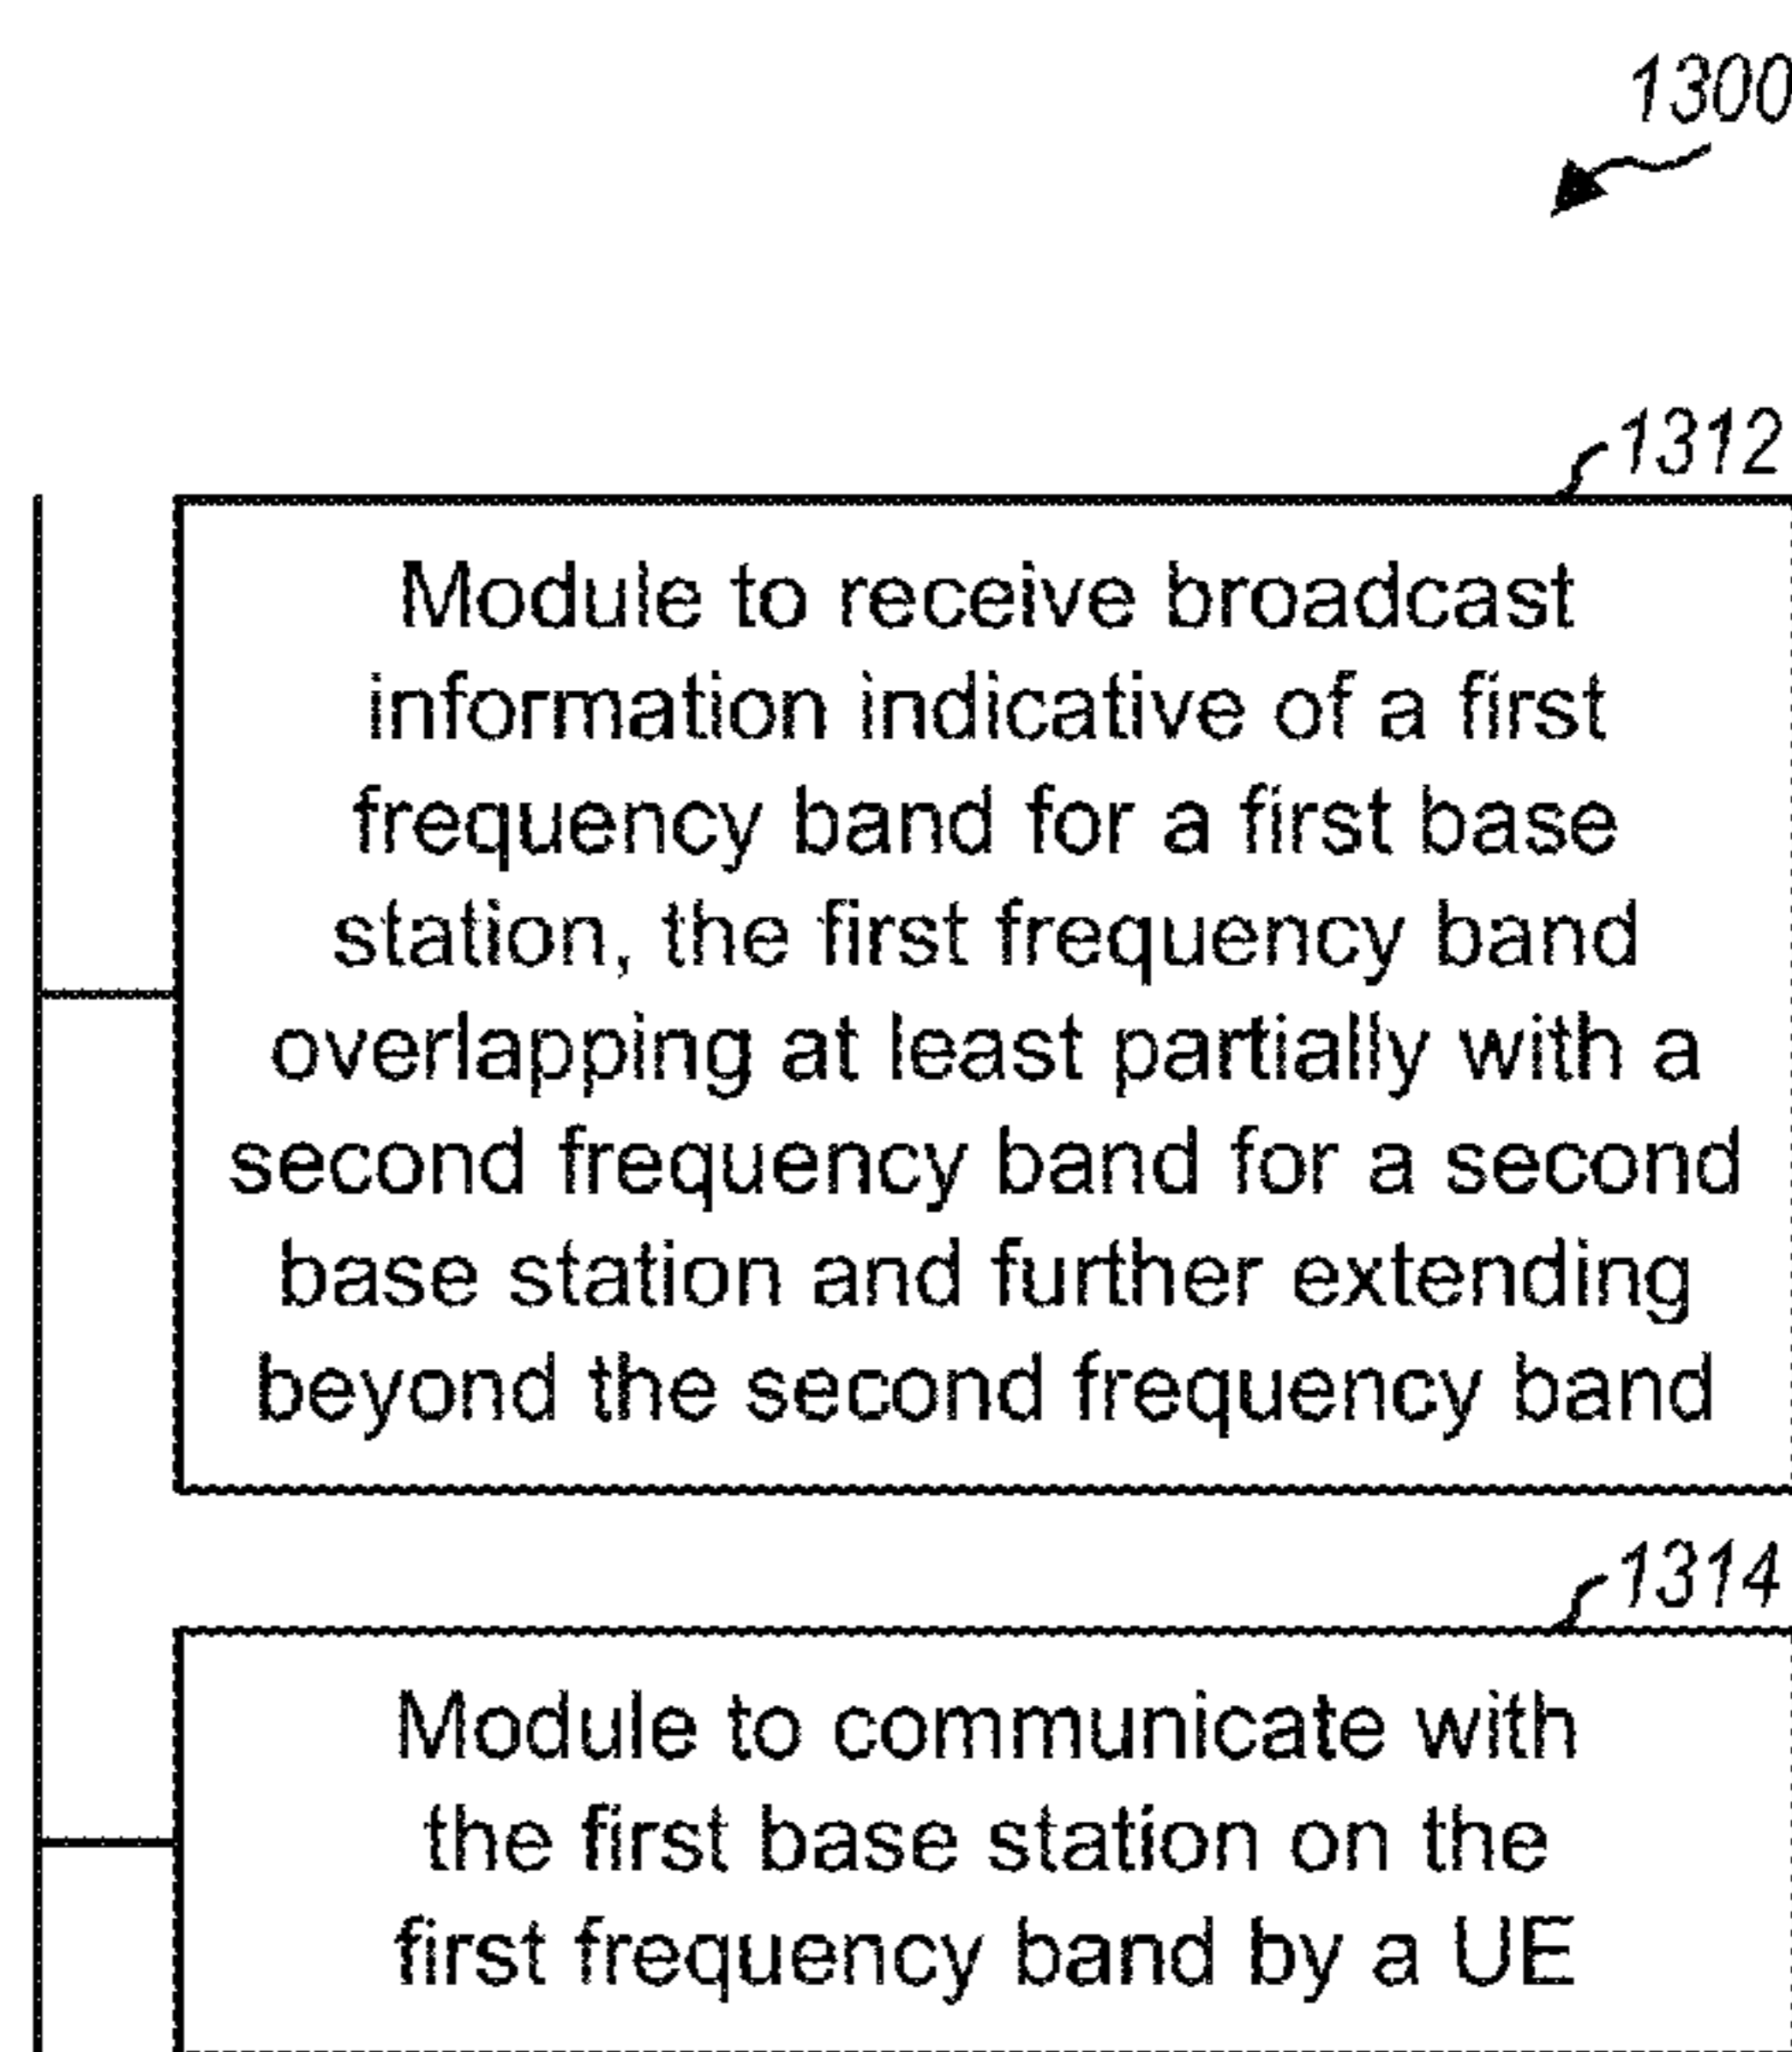 1300
1312
Module to receive broadcast
information indicative of a first
frequency band for a first base
station, the first frequency band
overlapping at least partially with a
second frequency band for a second
base station and further extending
beyond the second frequency band
1314
Module to communicate with
the first base station on the
first frequency band by a UE